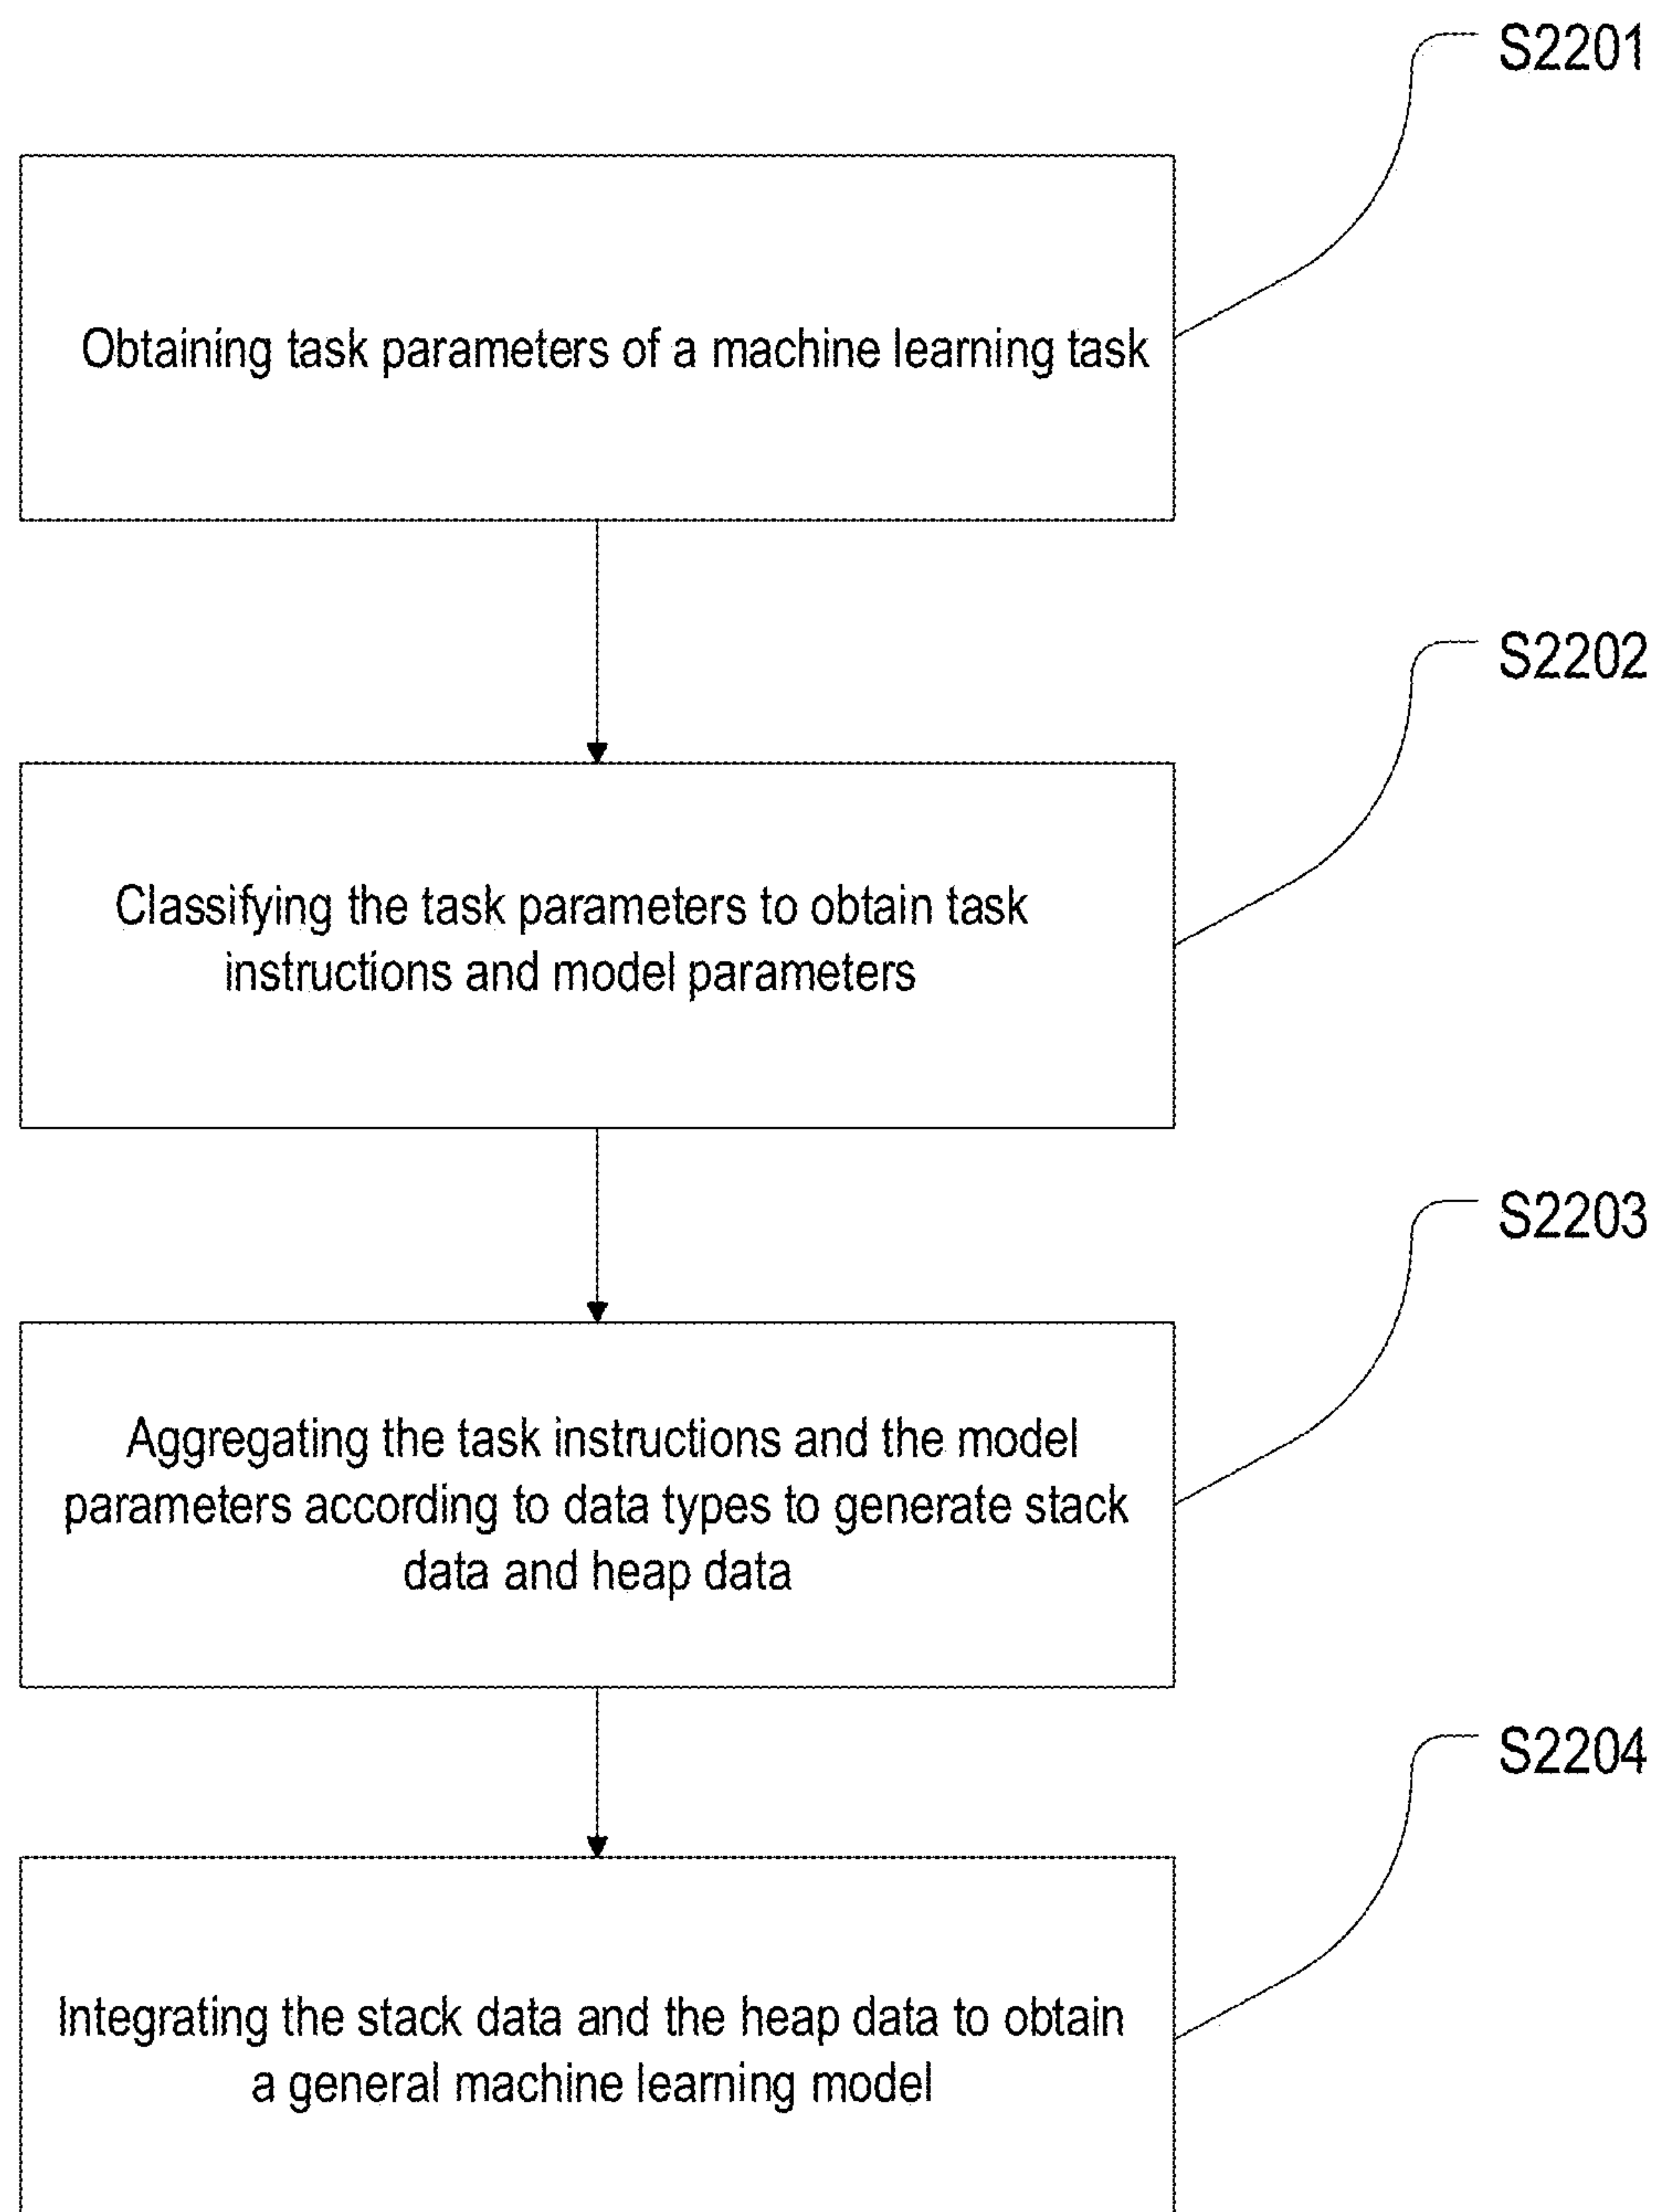 S2201
Obtaining task parameters of a machine learning task
S2202
Classifying the task parameters to obtain task
instructions and model parameters
S2203
Aggregating the task instructions and the model
parameters according to data types to generate stack
data and heap data
S2204
Integrating the stack data and the heap data to obtain
a general machine learning model